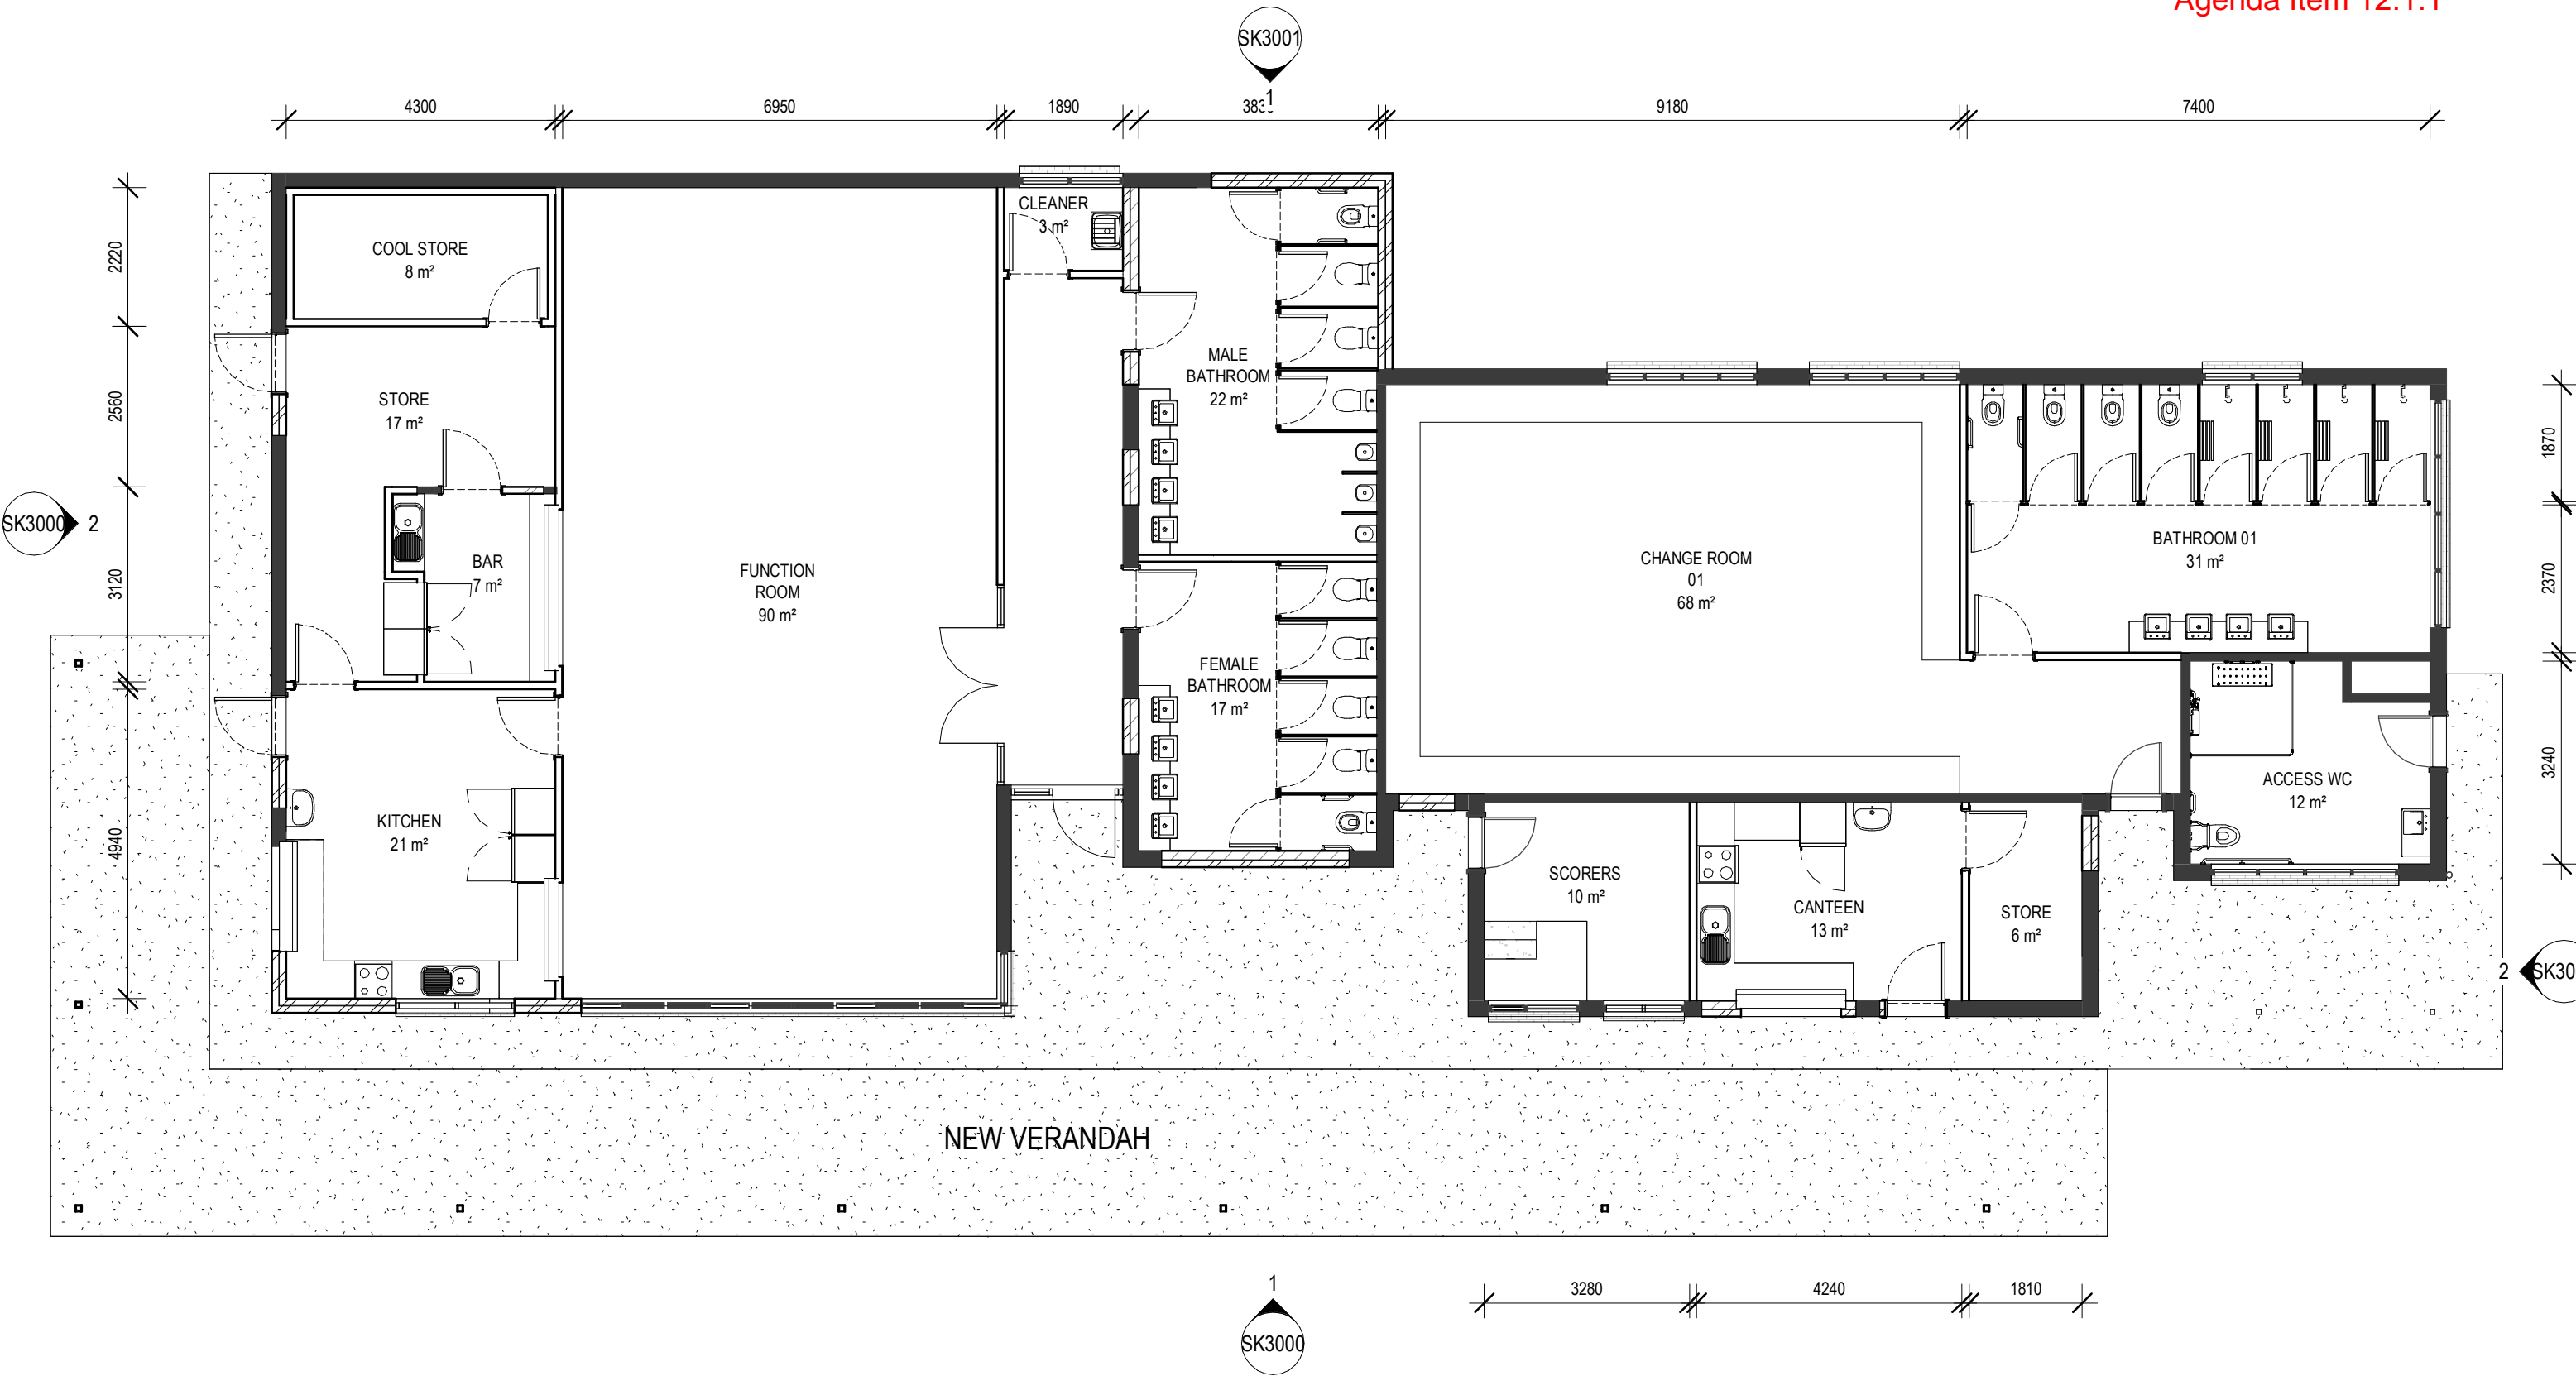 Agenda Item 12.1.1
SK3001
1
4300
6950
1890
9180
7400
CLEANER
3 m²
COOL STORE
8 m²
2220
STORE
17 m²
2560
MALE
BATHROOM
22 m²
1870
SK3000
2
BAR
7 m²
3120
FUNCTION
ROOM
90 m²
CHANGE ROOM
01
68 m²
BATHROOM 01
31 m²
2370
FEMALE
BATHROOM
17 m²
ACCESS WC
12 m²
3240
KITCHEN
21 m²
4940
SCORERS
10 m²
CANTEEN
13 m²
STORE
6 m²
2
SK30
NEW VERANDAH
1
SK3000
3280
4240
1810